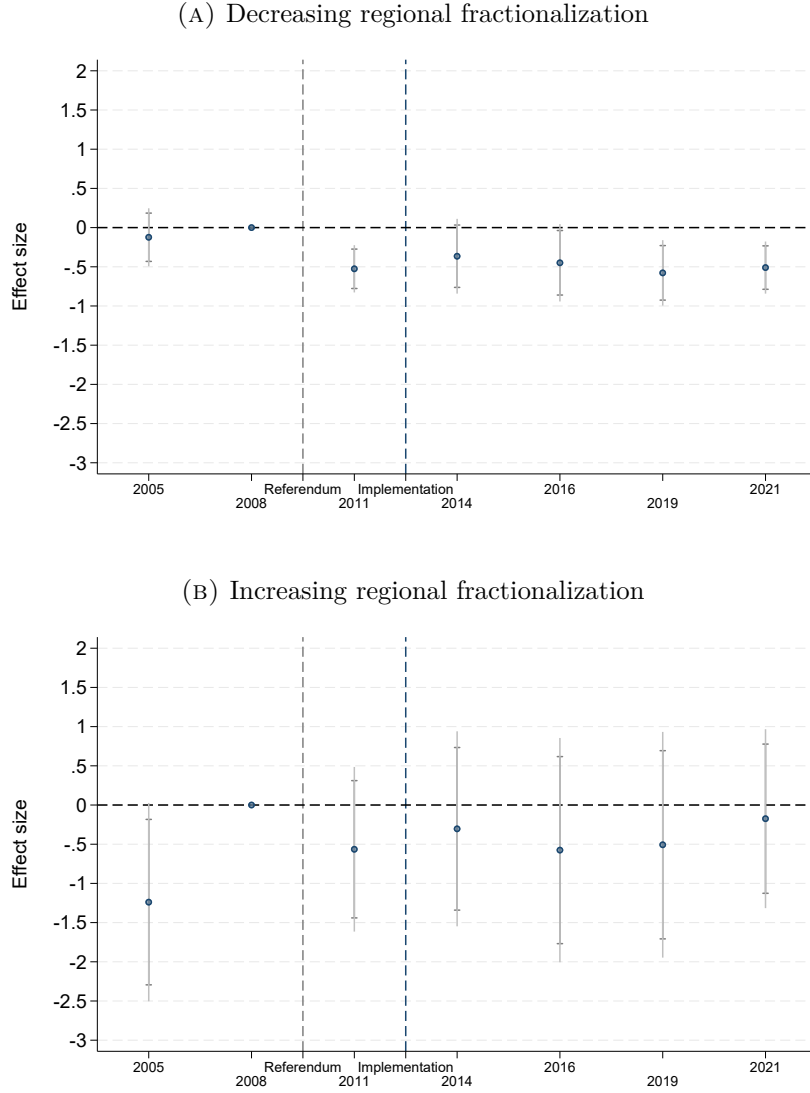 (A) Decreasing regional fractionalization
2
1.5
1
.5
0
-.5
-1
-1.5
-2
-2.5
-3
Effect size
2005 Referendum Implementation 2016 2021
2008 2011 2014 2019
(B) Increasing regional fractionalization
2
1.5
1
.5
0
-.5
-1
-1.5
-2
-2.5
-3
Effect size
2005 Referendum Implementation 2016 2021
2008 2011 2014 2019